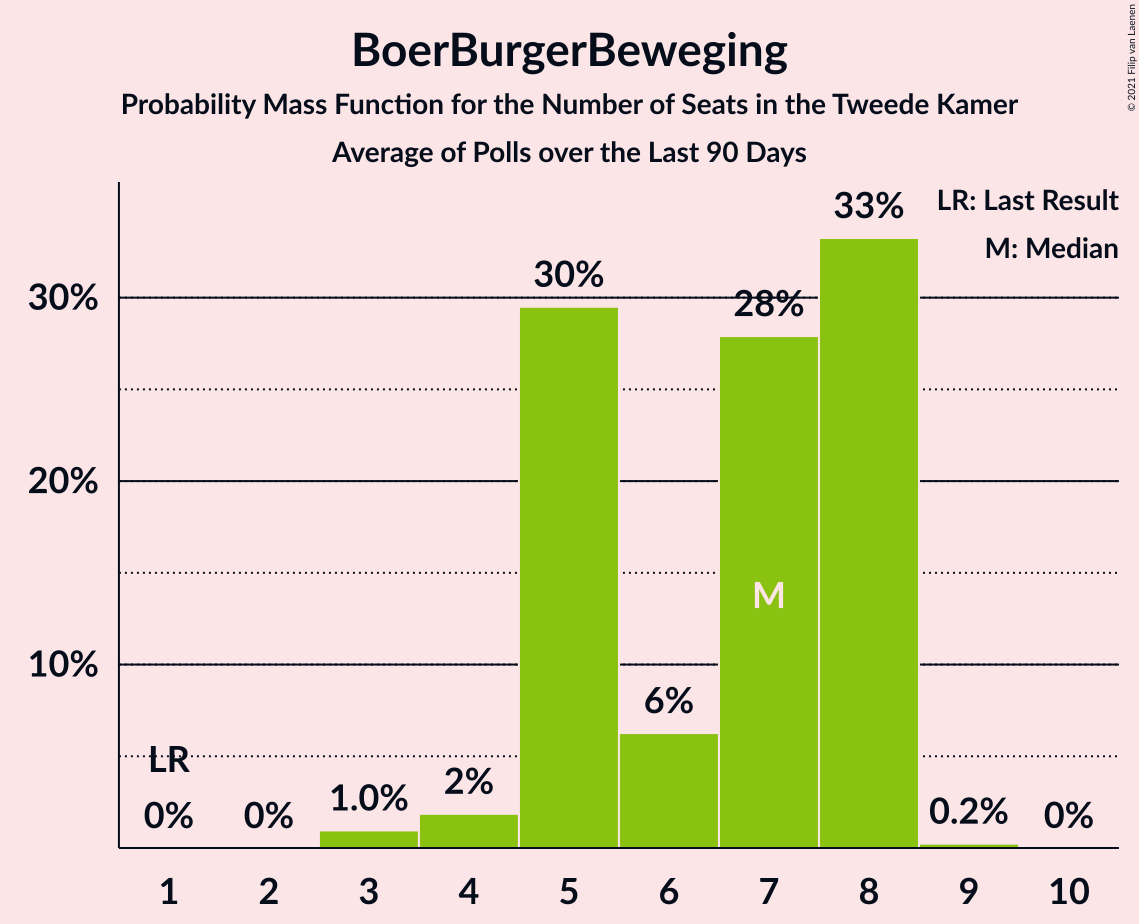 BoerBurgerBeweging
Probability Mass Function for the Number of Seats in the Tweede Kamer
Average of Polls over the Last 90 Days
© 2021 Filip van Laenen
LR: Last Result
M: Median
33%
30%
28%
30%
20%
M
10%
6%
LR
2%
1.0%
0%
0%
0.2%
0%
1 2 3 4 5 6 7 8 9 10